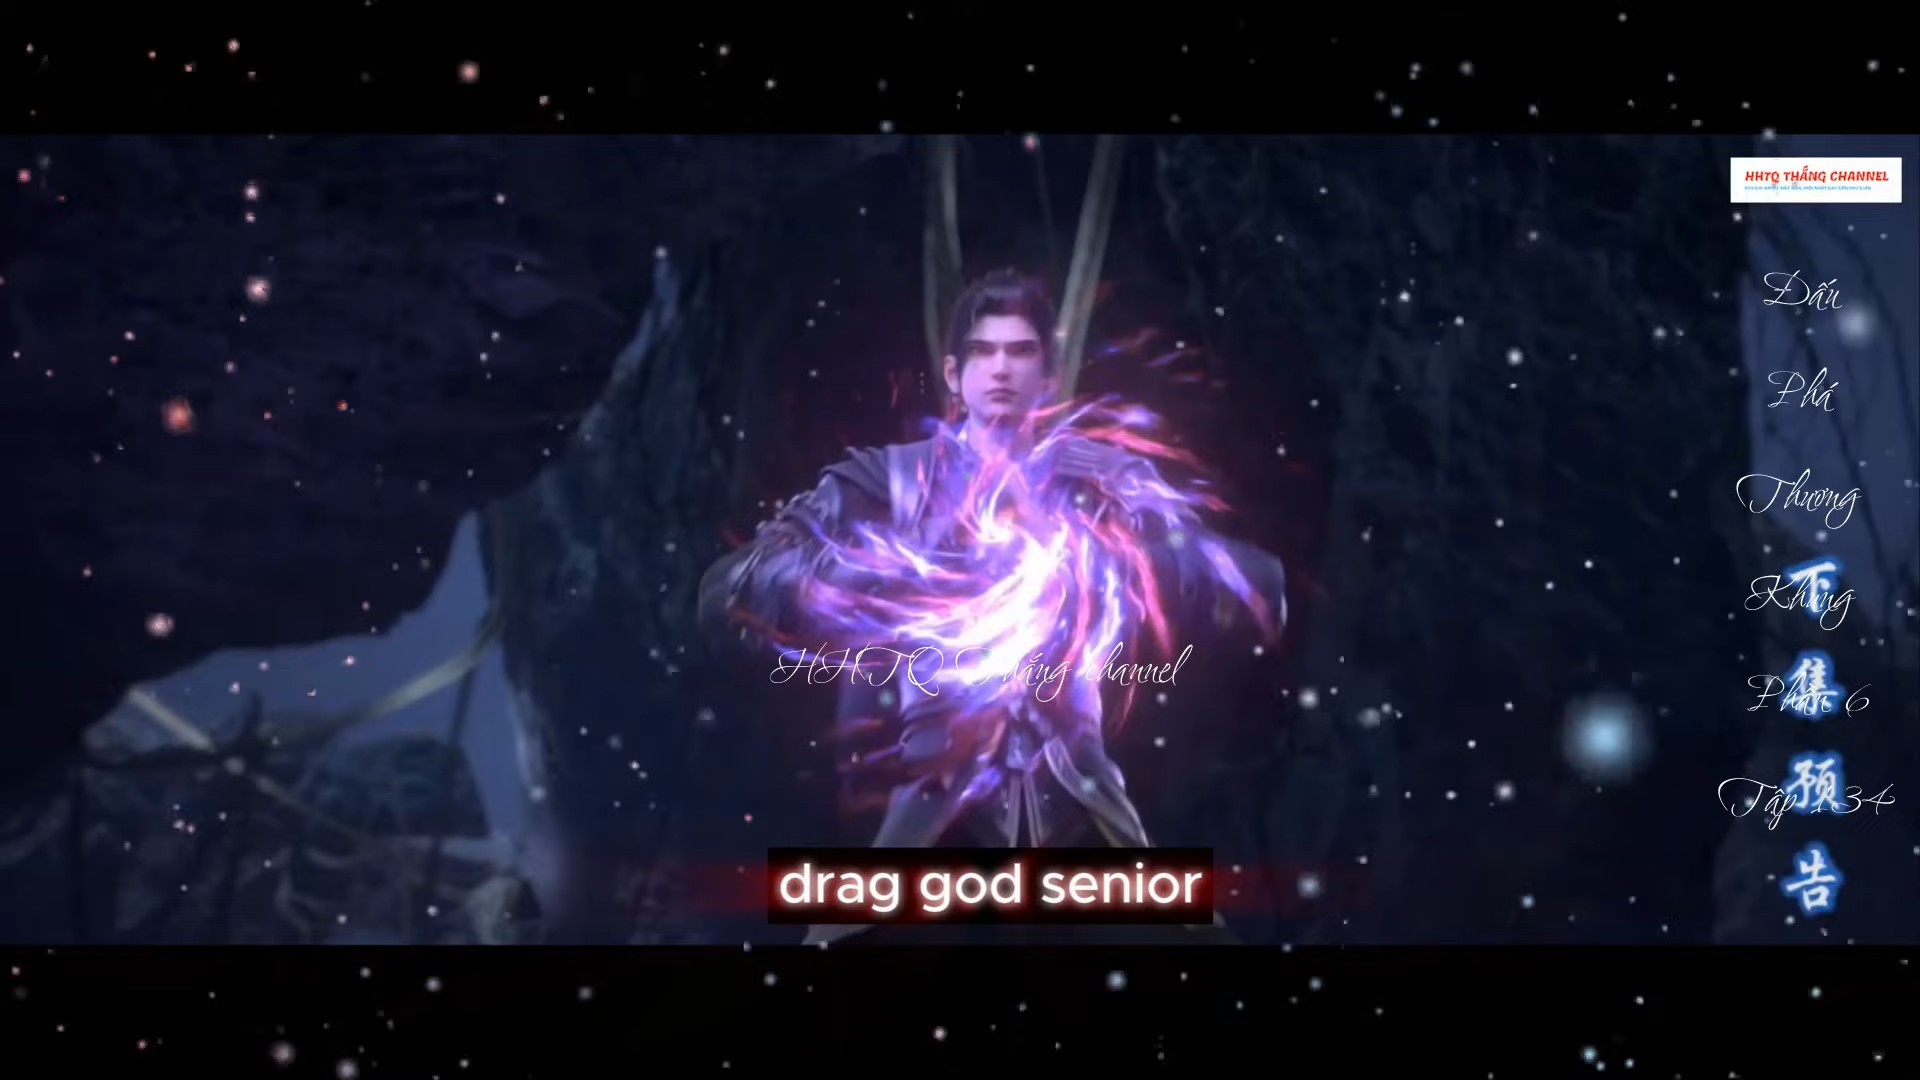 HHTQ THẮNG CHANNEL
Đấu
Phá
Thương
Khung
Phần 6
Tập 134
下集预告
HHTQ Thắng channel
drag god senior